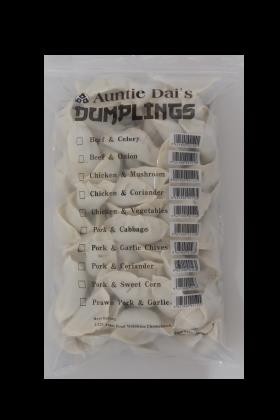 Auntie Dai's
DUMPLINGS
Beef & Celery
Beef & Onion
Chicken & Mushroom
Chicken & Coriander
Chicken & Vegetables
Pork & Cabbage
Pork & Garlic Chives
Pork & Coriander
Pork & Sweet Corn
Prawn Pork & Garlic